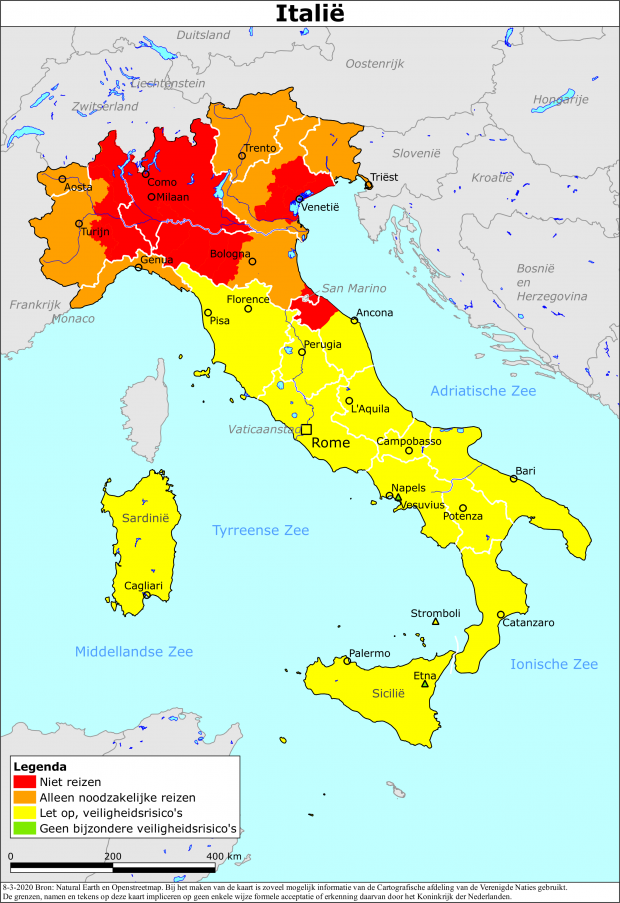 Italië
Duitsland
Oostenrijk
Liechtenstein
Hongarije
Zwitserland
Slovenië
Trento
Kroatië
Como
Triëst
Aosta
Milaan
Venetië
Turijn
Bologna
Genua
Bosnië
en
Herzegovina
San Marino
Frankrijk
Florence
Monaco
Pisa
Ancona
Perugia
Adriatische Zee
L'Aquila
Vaticaanstad
Rome
Campobasso
Bari
Napels
Vesuvius
Sardinië
Potenza
Tyrreense Zee
Cagliari
Stromboli
Catanzaro
Middellandse Zee
Palermo
Ionische Zee
Etna
Sicilië
Legenda
Niet reizen
Alleen noodzakelijke reizen
Let op, veiligheidsrisico's
Geen bijzondere veiligheidsrisico's
0 200 400 km
8-3-2020 Bron: Natural Earth en Openstreetmap. Bij het maken van de kaart is zoveel mogelijk informatie van de Cartografische afdeling van de Verenigde Naties gebruikt.
De grenzen, namen en tekens op deze kaart impliceren op geen enkele wijze formele acceptatie of erkenning daarvan door het Koninkrijk der Nederlanden.